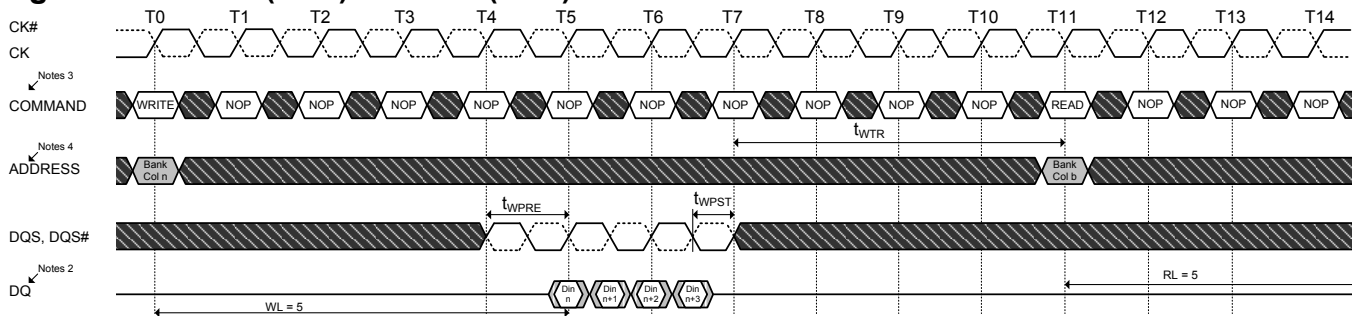 T0 T1 T2 T3 T4 T5 T6 T7 T8 T9 T10 T11 T12 T13 T14
CK#
CK
Notes 3
COMMAND WRITE NOP NOP NOP NOP NOP NOP NOP NOP NOP NOP READ NOP NOP NOP
tWTR
Notes 4
ADDRESS
Bank
Col n
Bank
Col b
tWPRE tWPST
DQS, DQS#
Notes 2
DQ
Din
n
Din
n+1
Din
n+2
Din
n+3
RL = 5
WL = 5